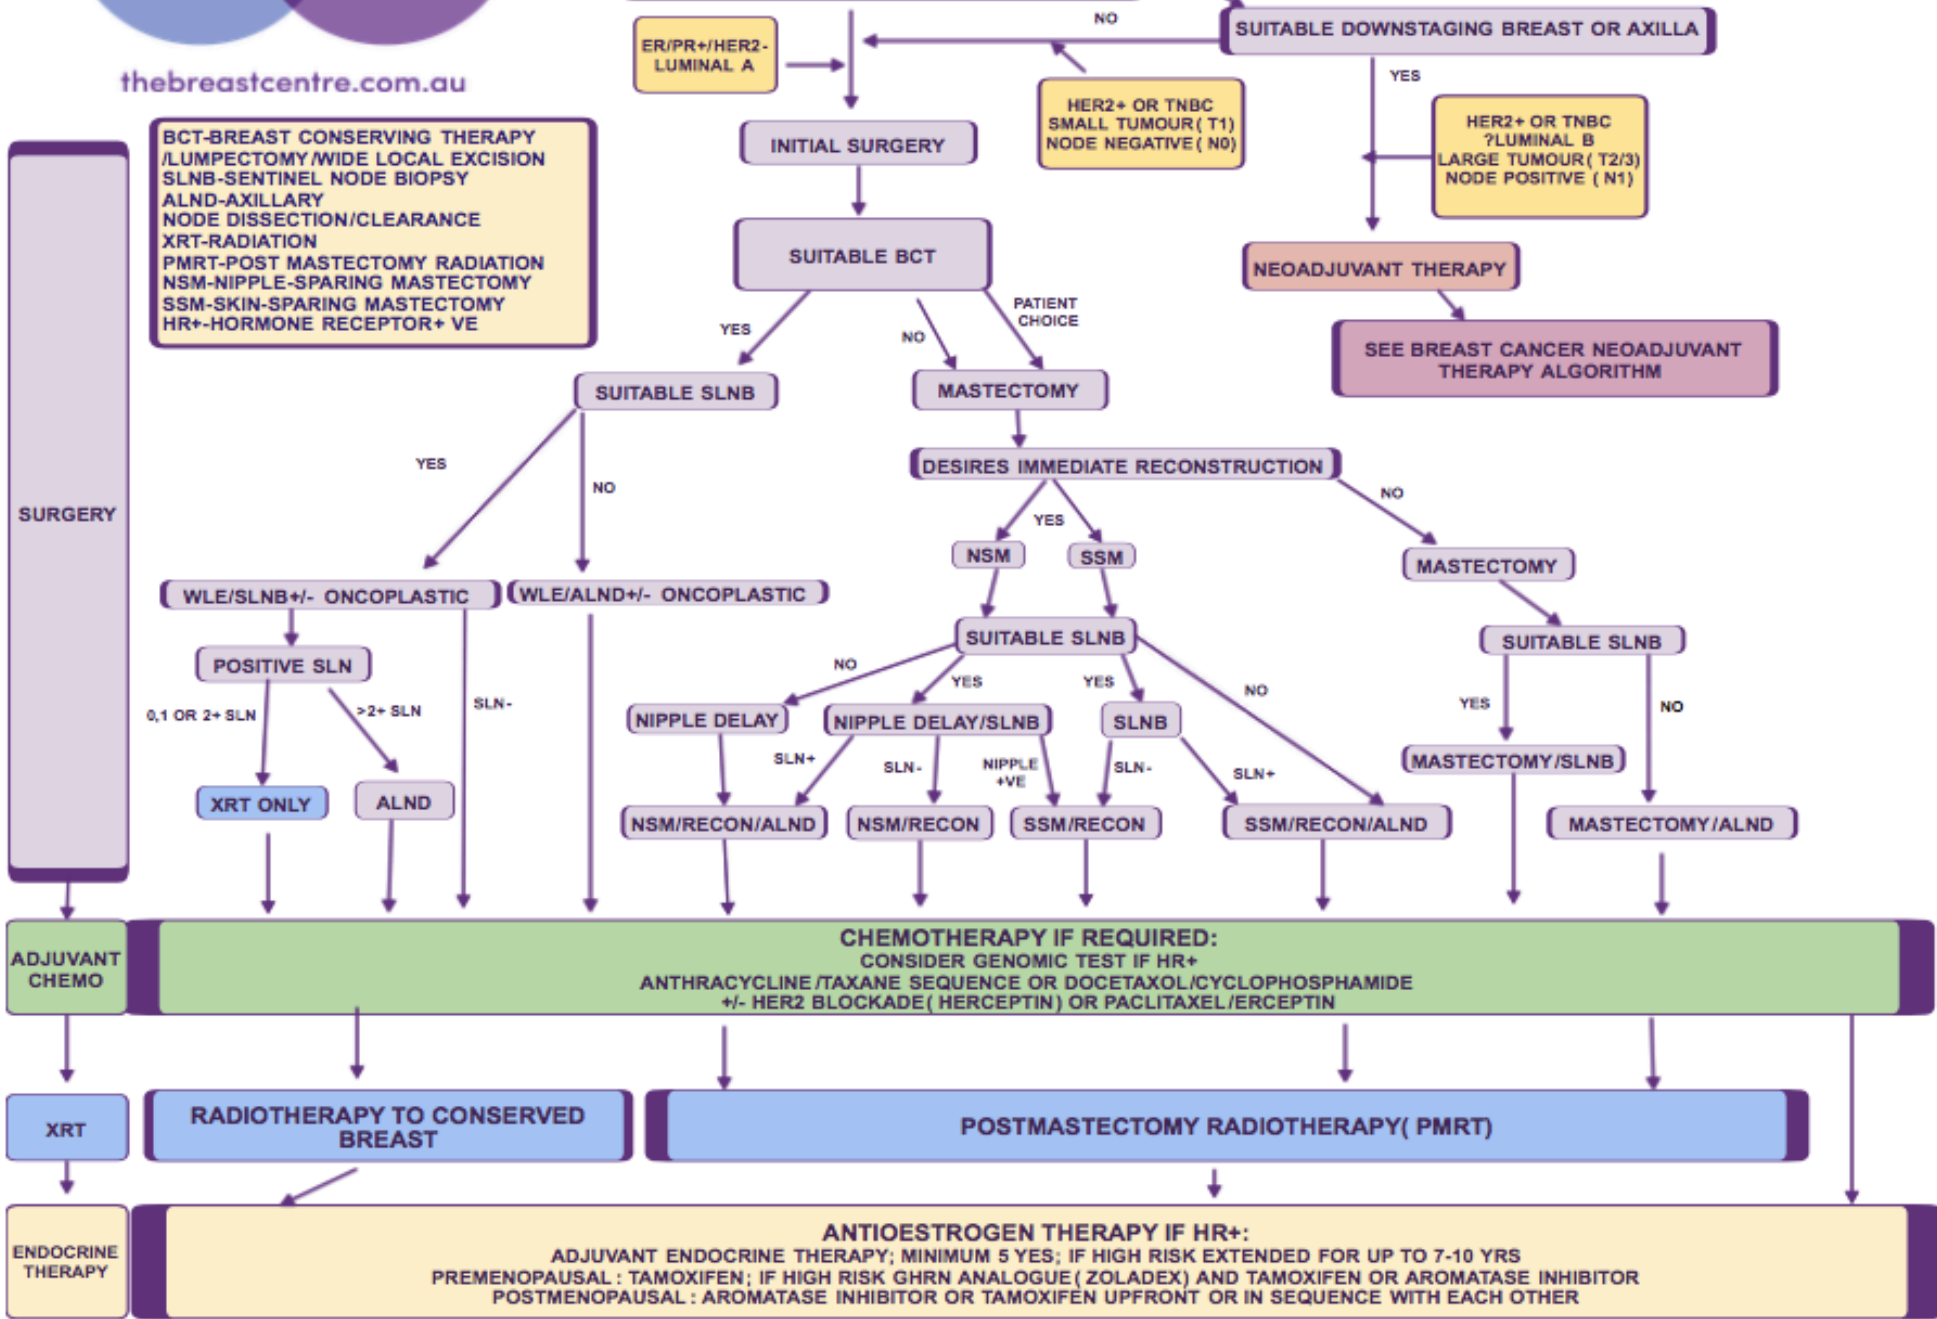 thebreastcentre.com.au
ER/PR+/HER2-
LUMINAL A
NO
SUITABLE DOWNSTAGING BREAST OR AXILLA
YES
HER2+ OR TNBC
SMALL TUMOUR( T1)
NODE NEGATIVE( N0)
HER2+ OR TNBC
?LUMINAL B
LARGE TUMOUR( T2/3)
NODE POSITIVE ( N1)
BCT-BREAST CONSERVING THERAPY
/LUMPECTOMY/WIDE LOCAL EXCISION
SLNB-SENTINEL NODE BIOPSY
ALND-AXILLARY
NODE DISSECTION/CLEARANCE
XRT-RADIATION
PMRT-POST MASTECTOMY RADIATION
NSM-NIPPLE-SPARING MASTECTOMY
SSM-SKIN-SPARING MASTECTOMY
HR+-HORMONE RECEPTOR+ VE
INITIAL SURGERY
SUITABLE BCT
NEOADJUVANT THERAPY
SEE BREAST CANCER NEOADJUVANT
THERAPY ALGORITHM
YES
NO
PATIENT
CHOICE
SUITABLE SLNB
MASTECTOMY
DESIRES IMMEDIATE RECONSTRUCTION
SURGERY
YES
NO
YES
NO
NSM
SSM
MASTECTOMY
WLE/SLNB+/- ONCOPLASTIC
WLE/ALND+/- ONCOPLASTIC
SUITABLE SLNB
SUITABLE SLNB
POSITIVE SLN
NO
YES
YES
NO
YES
NO
0,1 OR 2+ SLN
>2+ SLN
SLN-
NIPPLE DELAY
NIPPLE DELAY/SLNB
SLNB
MASTECTOMY/SLNB
SLN+
SLN-
NIPPLE
+VE
SLN-
SLN+
XRT ONLY
ALND
NSM/RECON/ALND
NSM/RECON
SSM/RECON
SSM/RECON/ALND
MASTECTOMY/ALND
ADJUVANT
CHEMO
CHEMOTHERAPY IF REQUIRED:
CONSIDER GENOMIC TEST IF HR+
ANTHRACYCLINE/TAXANE SEQUENCE OR DOCETAXOL/CYCLOPHOSPHAMIDE
+/- HER2 BLOCKADE( HERCEPTIN) OR PACLITAXEL/ERCEPTIN
XRT
RADIOTHERAPY TO CONSERVED
BREAST
POSTMASTECTOMY RADIOTHERAPY( PMRT)
ENDOCRINE
THERAPY
ANTIOESTROGEN THERAPY IF HR+:
ADJUVANT ENDOCRINE THERAPY; MINIMUM 5 YES; IF HIGH RISK EXTENDED FOR UP TO 7-10 YRS
PREMENOPAUSAL: TAMOXIFEN; IF HIGH RISK GHRN ANALOGUE( ZOLADEX) AND TAMOXIFEN OR AROMATASE INHIBITOR
POSTMENOPAUSAL: AROMATASE INHIBITOR OR TAMOXIFEN UPFRONT OR IN SEQUENCE WITH EACH OTHER